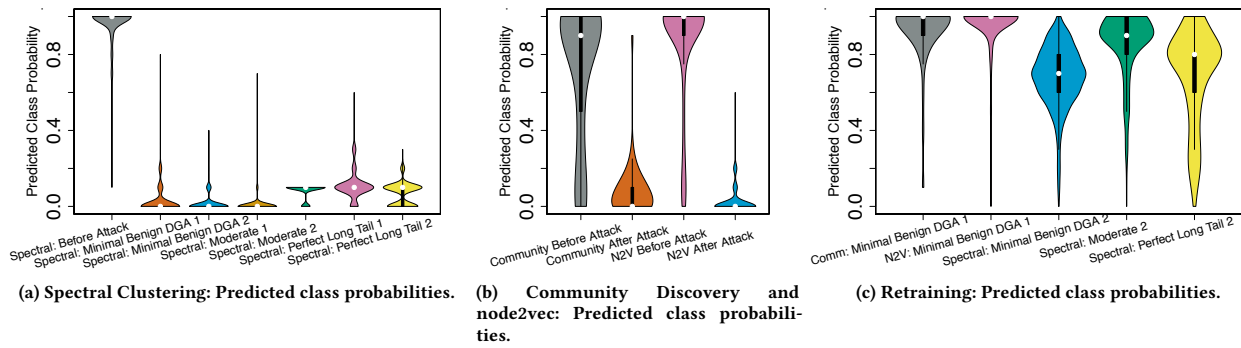 Predicted Class Probability
0.8
0.4
0.0
Spectral: Before Attack
Spectral: Minimal Benign DGA 1
Spectral: Minimal Benign DGA 2
Spectral: Moderate 1
Spectral: Moderate 2
Spectral: Perfect Long Tail 1
Spectral: Perfect Long Tail 2
(a) Spectral Clustering: Predicted class probabilities.
Predicted Class Probability
0.8
0.4
0.0
Community Before Attack
Community After Attack
N2V Before Attack
N2V After Attack
(b) Community Discovery and
node2vec: Predicted class probabili-
ties.
Predicted Class Probability
0.8
0.4
0.0
Comm: Minimal Benign DGA 1
N2V: Minimal Benign DGA 1
Spectral: Minimal Benign DGA 2
Spectral: Moderate 2
Spectral: Perfect Long Tail 2
(c) Retraining: Predicted class probabilities.